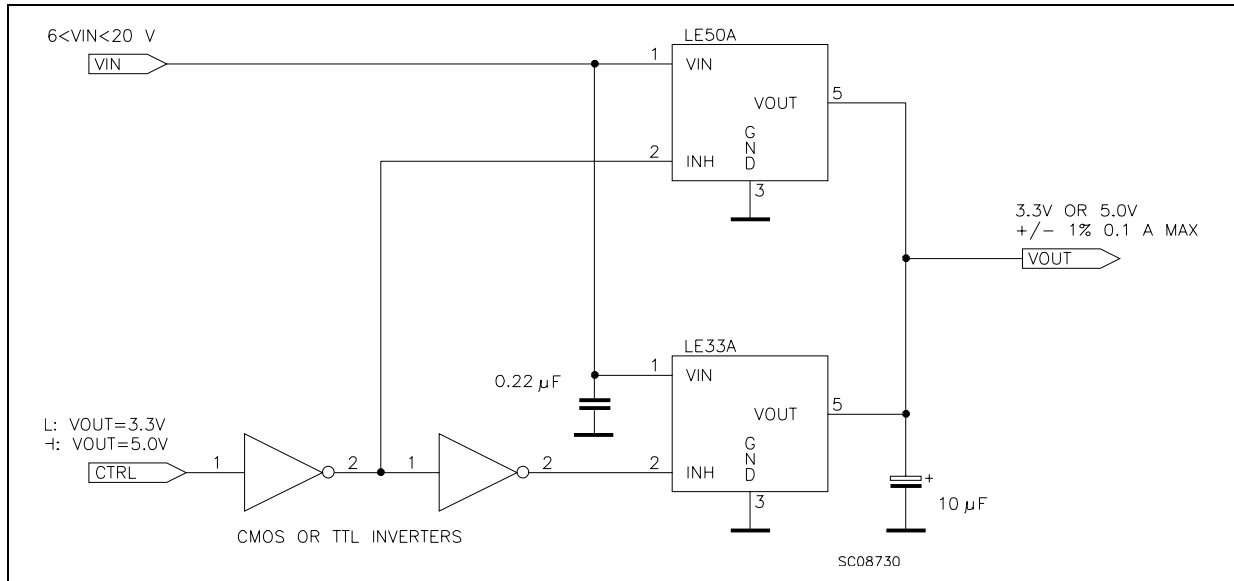 6<VIN<20 V
VIN
LE50A
1
VIN
VOUT
5
GND
2
INH
3
3.3V OR 5.0V
+/- 1% 0.1 A MAX
VOUT
LE33A
1
VIN
0.22 µF
VOUT
5
GND
L: VOUT=3.3V
H: VOUT=5.0V
CTRL
1
2
1
2
2
INH
3
+
10 µF
CMOS OR TTL INVERTERS
SC08730